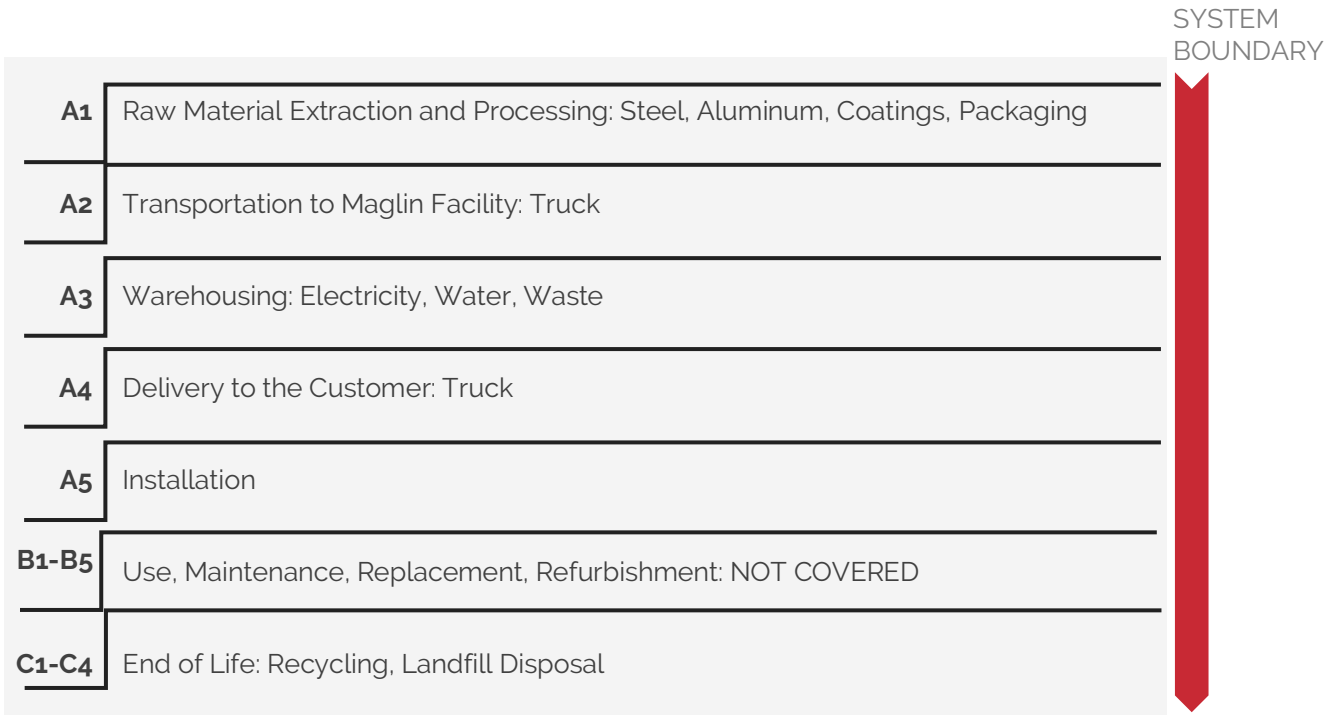 SYSTEM
BOUNDARY
A1 Raw Material Extraction and Processing: Steel, Aluminum, Coatings, Packaging
A2 Transportation to Maglin Facility: Truck
A3 Warehousing: Electricity, Water, Waste
A4 Delivery to the Customer: Truck
A5 Installation
B1-B5 Use, Maintenance, Replacement, Refurbishment: NOT COVERED
C1-C4 End of Life: Recycling, Landfill Disposal